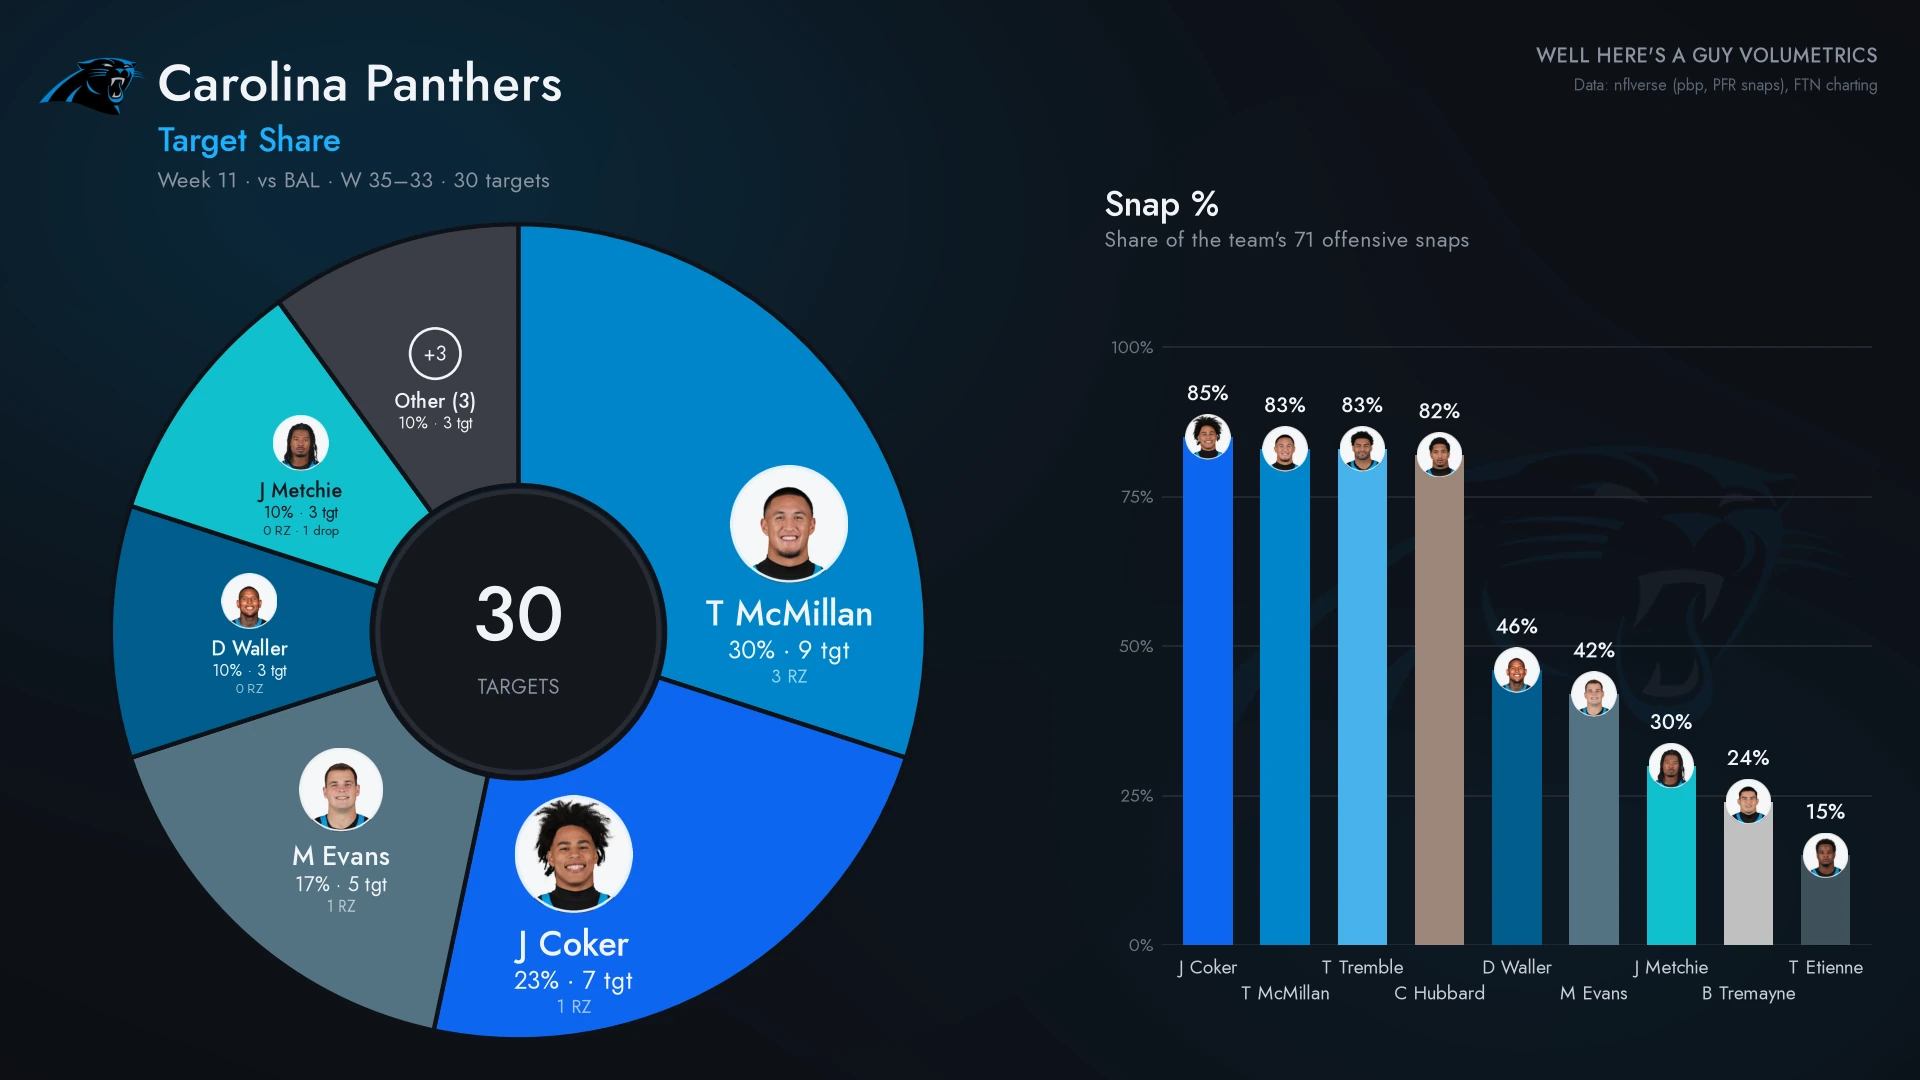 Carolina Panthers
Target Share
Week 11 · vs BAL · W 35–33 · 30 targets
WELL HERE'S A GUY VOLUMETRICS
Data: nflverse (pbp, PFR snaps), FTN charting
+3
Other (3)
10% · 3 tgt
J Metchie
10% · 3 tgt
0 RZ · 1 drop
D Waller
10% · 3 tgt
0 RZ
M Evans
17% · 5 tgt
1 RZ
J Coker
23% · 7 tgt
1 RZ
T McMillan
30% · 9 tgt
3 RZ
30
TARGETS
Snap %
Share of the team's 71 offensive snaps
100%
75%
50%
25%
0%
85%
83%
83%
82%
46%
42%
30%
24%
15%
J Coker
T McMillan
T Tremble
C Hubbard
D Waller
M Evans
J Metchie
B Tremayne
T Etienne